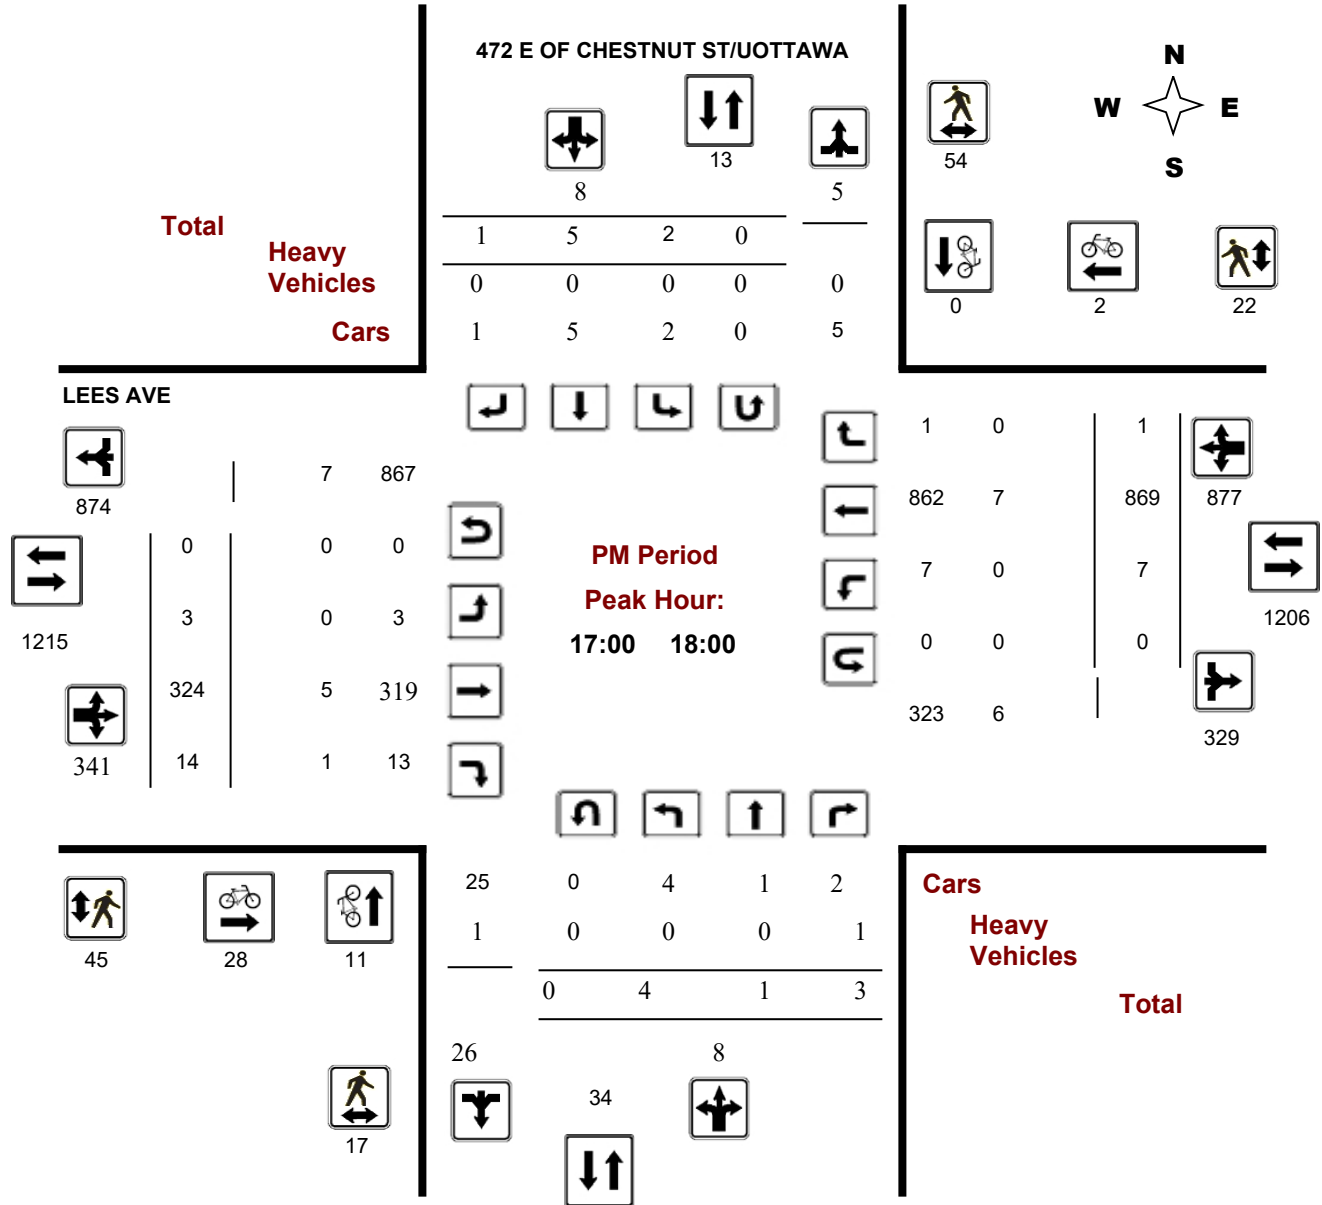 472 E OF CHESTNUT ST/UOTTAWA
N
W E
S
13
54
8 5
Total
1 5 2 0
Heavy
Vehicles
0 0 0 0 0
Cars
1 5 2 0 5
0 2 22
LEES AVE
1 0 1
7 867
874
862 7 869 877
0 0 0
PM Period
7 0 7
3 0 3
Peak Hour:
1215
17:00 18:00
0 0 0
1206
324 5 319
323 6
329
341 14 1 13
25 0 4 1 2
Cars
1 0 0 0 1
Heavy
Vehicles
45 28 11
0 4 1 3
Total
26 8
34
17